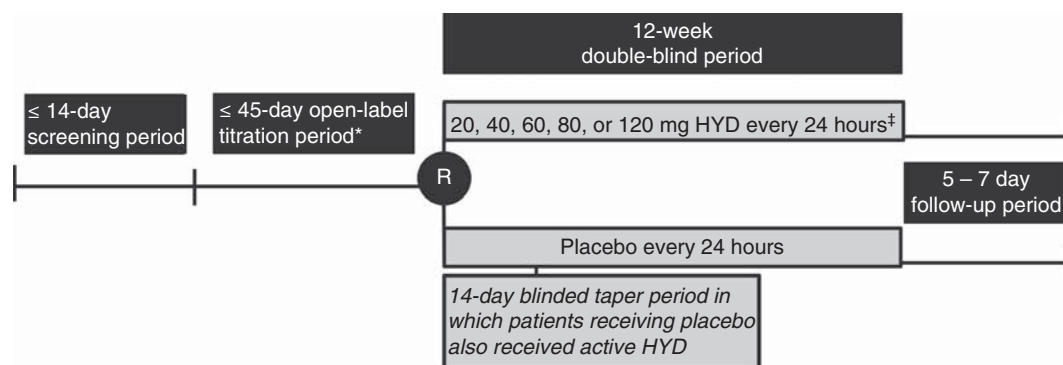 12-week
double-blind period
≤ 14-day
screening period
≤ 45-day open-label
titration period*
20, 40, 60, 80, or 120 mg HYD every 24 hours‡
R
5 – 7 day
follow-up period
Placebo every 24 hours
14-day blinded taper period in
which patients receiving placebo
also received active HYD